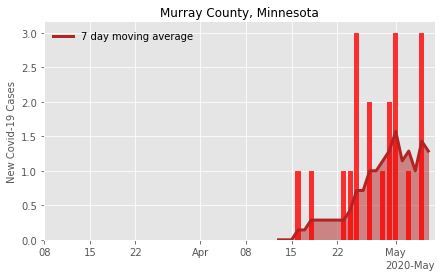 Murray County, Minnesota
7 day moving average
New Covid-19 Cases
3.0
2.5
2.0
1.5
1.0
0.5
0.0
08 15 22 Apr 08 15 22 May
2020-May